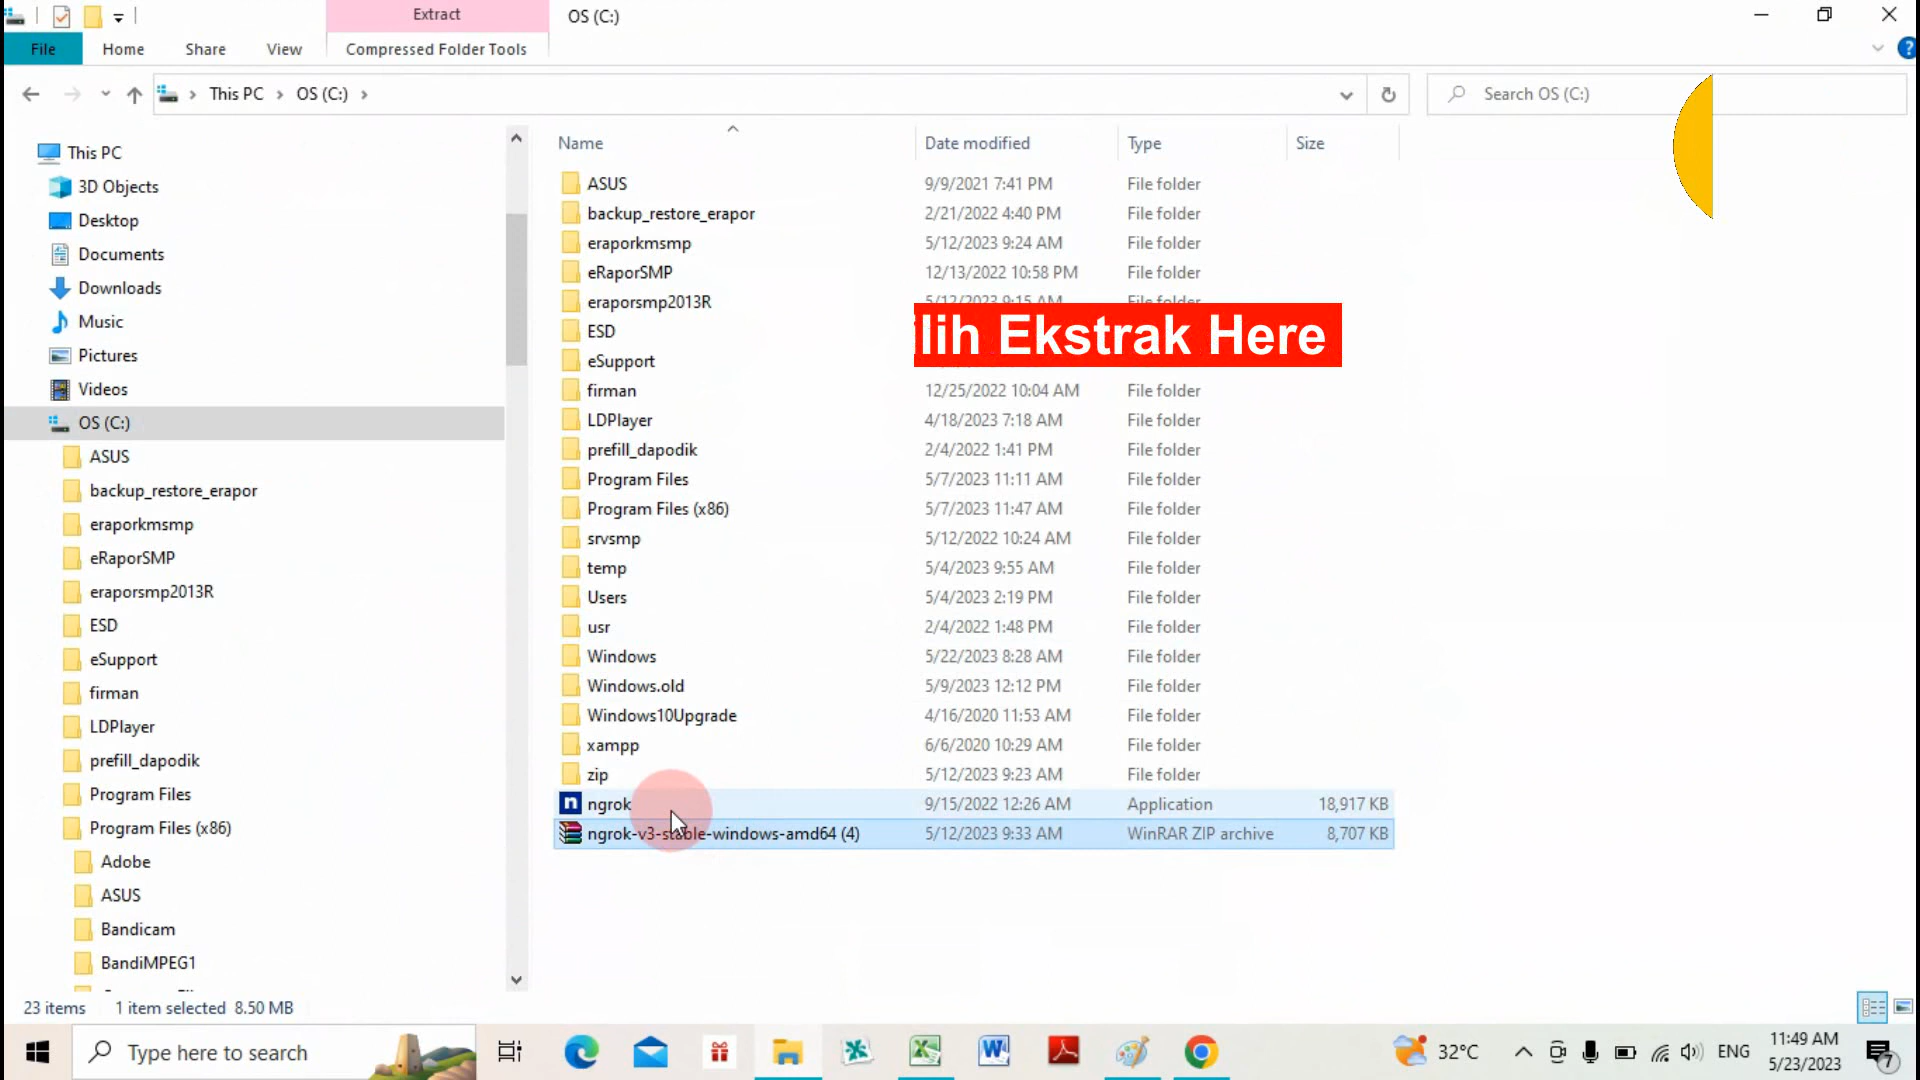 Extract
OS (C:)
File Home Share View Compressed Folder Tools
This PC OS (C:)
Search OS (C:)
This PC
3D Objects
Desktop
Documents
Downloads
Music
Pictures
Videos
OS (C:)
ASUS
backup_restore_erapor
eraporkmsmp
eRaporSMP
eraporsmp2013R
ESD
eSupport
firman
LDPlayer
prefill_dapodik
Program Files
Program Files (x86)
Adobe
ASUS
Bandicam
BandiMPEG1
Name Date modified Type Size
ASUS 9/9/2021 7:41 PM File folder
backup_restore_erapor 2/21/2022 4:40 PM File folder
eraporkmsmp 5/12/2023 9:24 AM File folder
eRaporSMP 12/13/2022 10:58 PM File folder
eraporsmp2013R 5/12/2023 9:15 AM File folder
ESD
ilih Ekstrak Here
eSupport
firman 12/25/2022 10:04 AM File folder
LDPlayer 4/18/2023 7:18 AM File folder
prefill_dapodik 2/4/2022 1:41 PM File folder
Program Files 5/7/2023 11:11 AM File folder
Program Files (x86) 5/7/2023 11:47 AM File folder
srvsmp 5/12/2022 10:24 AM File folder
temp 5/4/2023 9:55 AM File folder
Users 5/4/2023 2:19 PM File folder
usr 2/4/2022 1:48 PM File folder
Windows 5/22/2023 8:28 AM File folder
Windows.old 5/9/2023 12:12 PM File folder
Windows10Upgrade 4/16/2020 11:53 AM File folder
xampp 6/6/2020 10:29 AM File folder
zip 5/12/2023 9:23 AM File folder
ngrok 9/15/2022 12:26 AM Application 18,917 KB
ngrok-v3-stable-windows-amd64 (4) 5/12/2023 9:33 AM WinRAR ZIP archive 8,707 KB
23 items 1 item selected 8.50 MB
Type here to search
32°C ENG 11:49 AM
5/23/2023 7